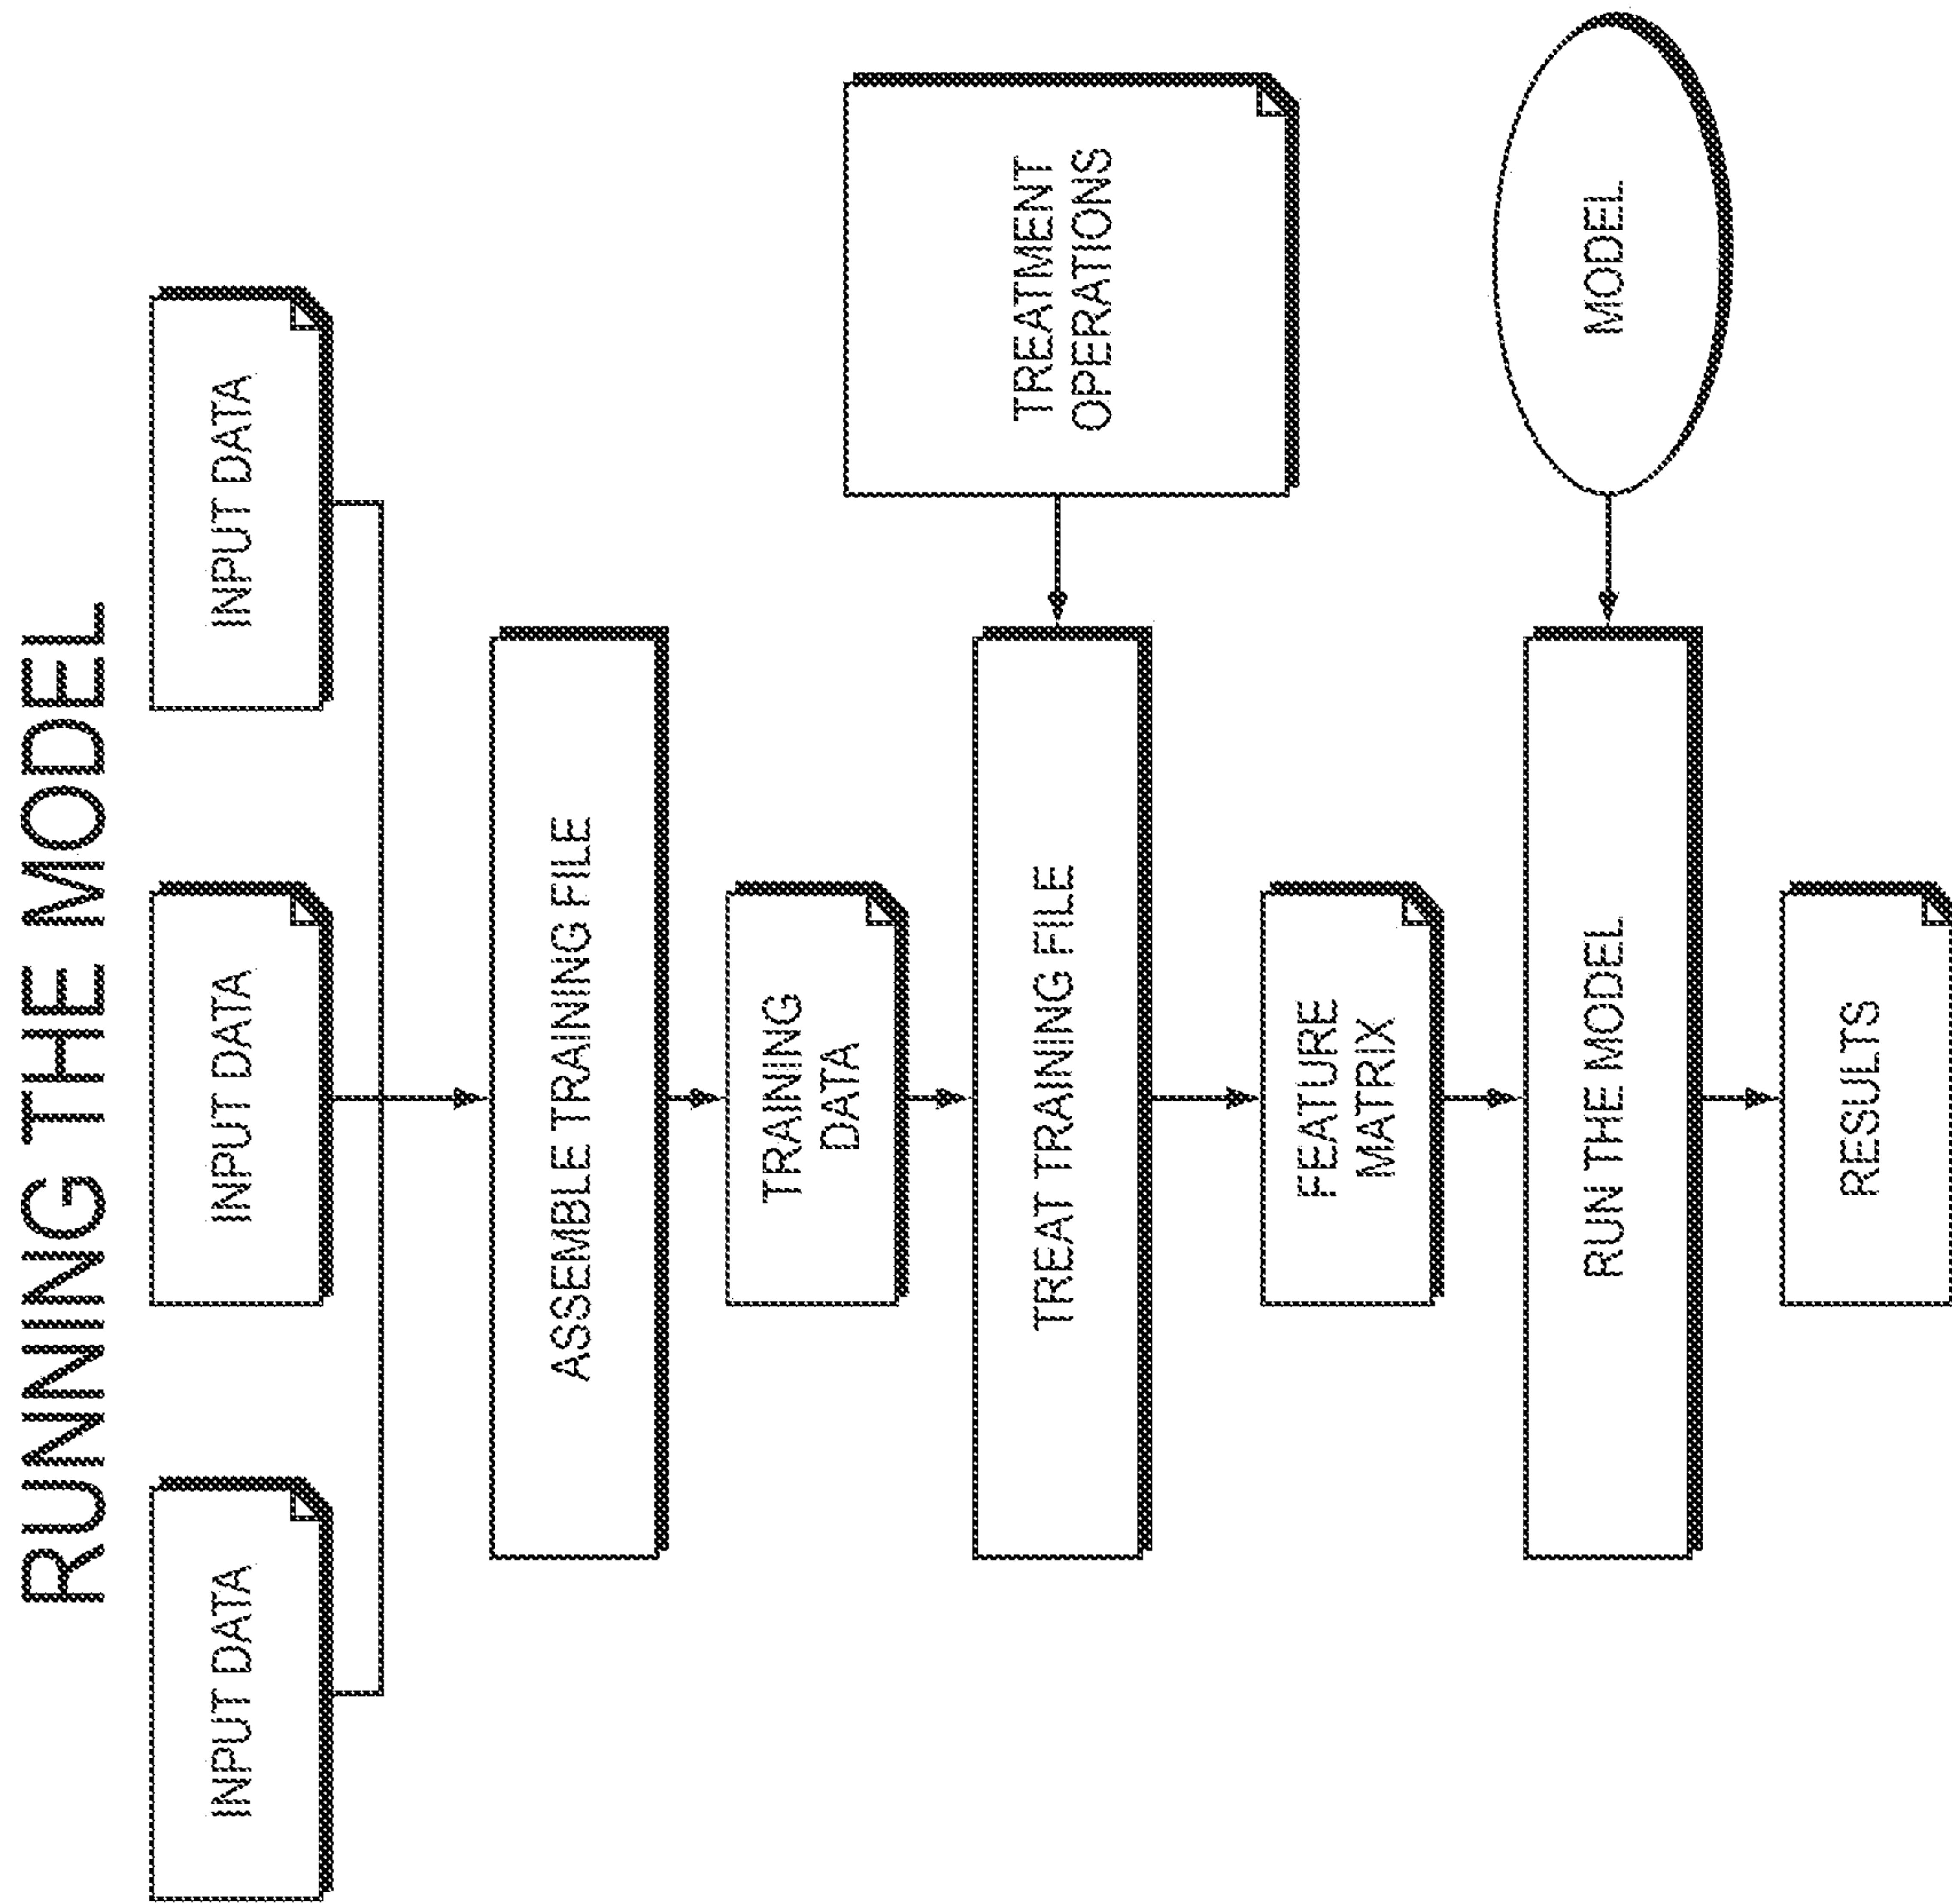 RUNNING THE MODEL
INPUT DATA
INPUT DATA
INPUT DATA
ASSEMBLE TRAINING FILE
TRAINING
DATA
TREAT TRAINING FILE
TREATMENT
OPERATIONS
FEATURE
MATRIX
RUN THE MODEL
MODEL
RESULTS